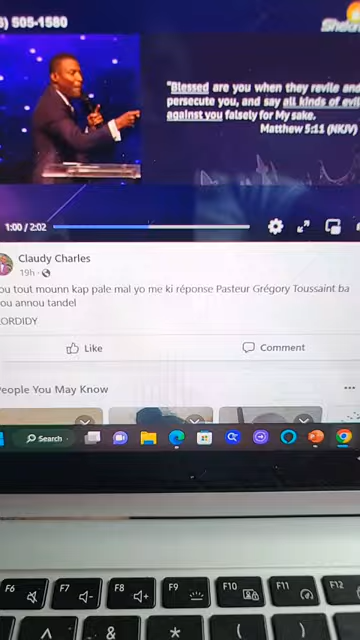 505-1580
Shekin
"Blessed are you when they revile and
persecute you, and say all kinds of evi
against you falsely for My sake.
Matthew 5:11 (NKJV)
1:00 / 2:02
Claudy Charles
19h
ou tout mounn kap pale mal yo me ki réponse Pasteur Grégory Toussaint ba
ou annou tandel
ORDIDY
Like
Comment
People You May Know
Search
F6 F7 F8 F9 F10 F11 F12
^ & * ( )